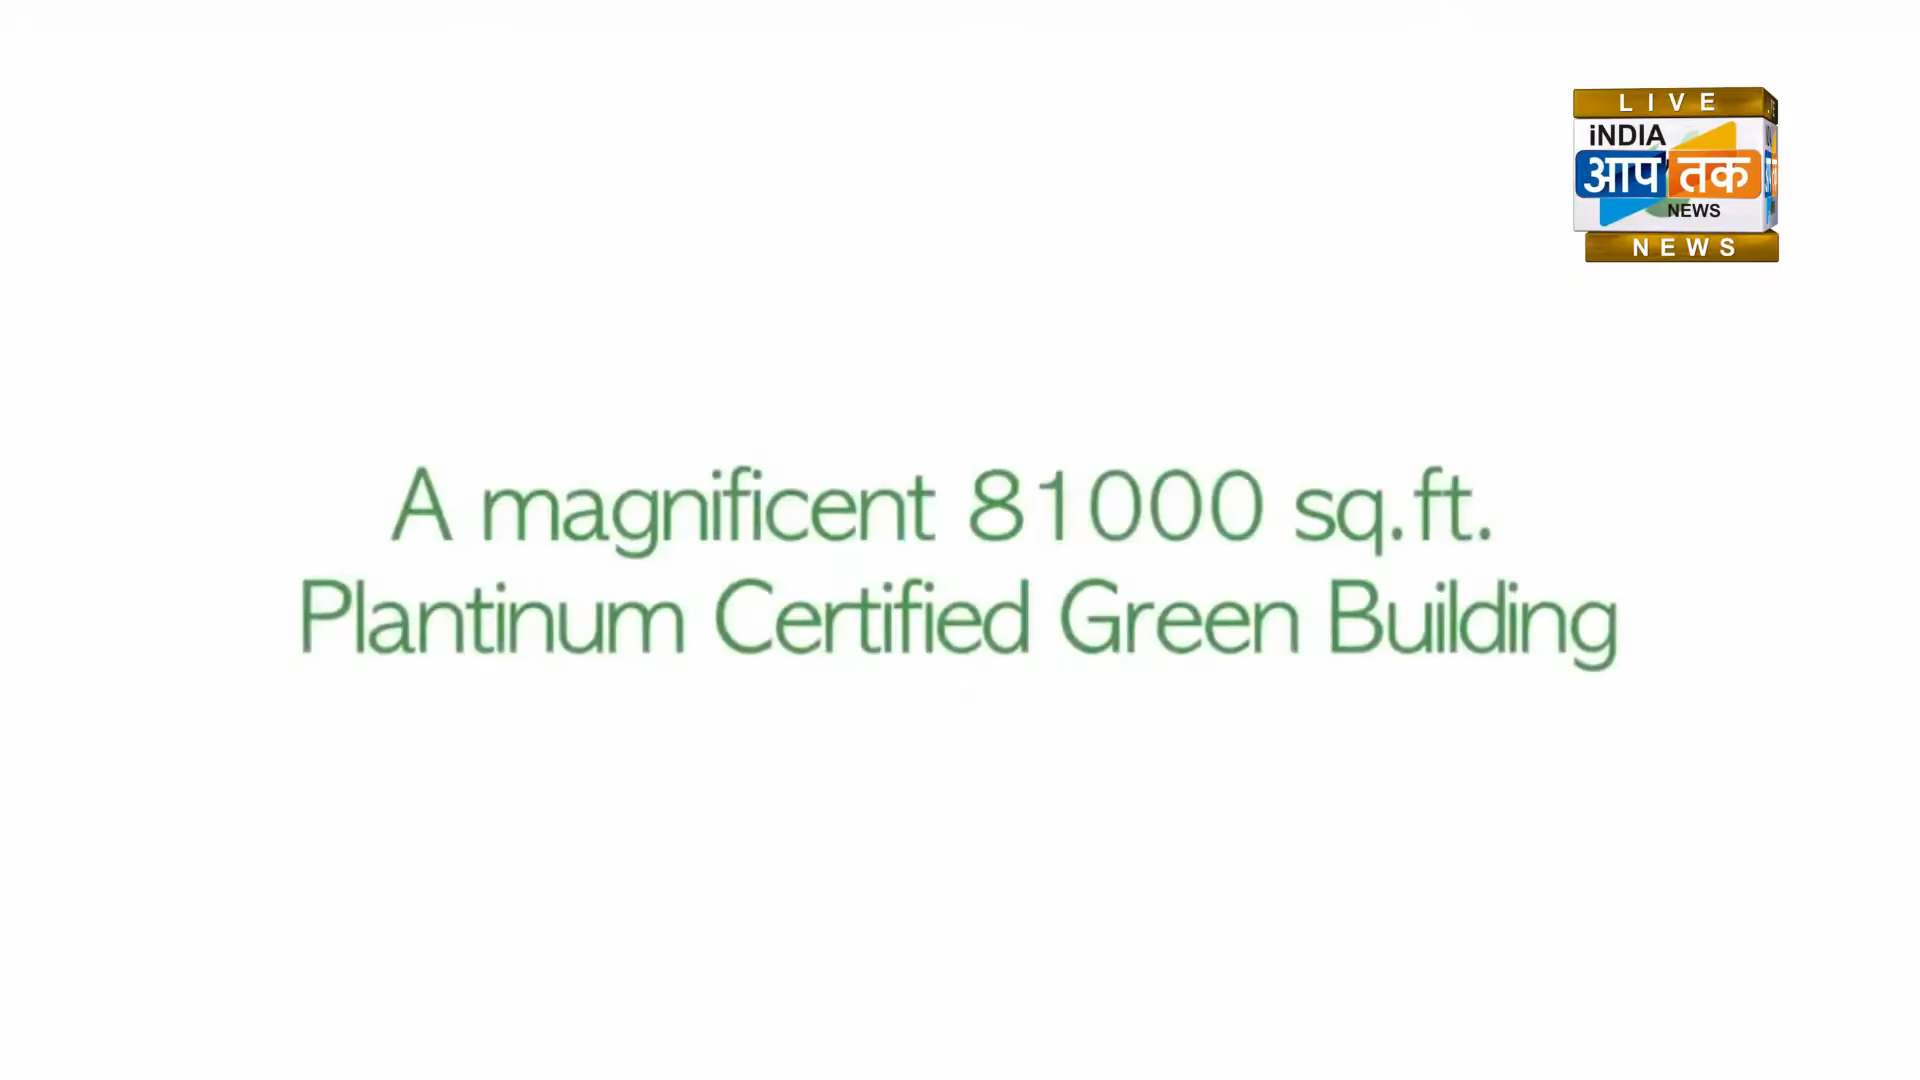 LIVE
iNDIA
आप तक
NEWS
NEWS
A magnificent 81000 sq.ft.
Plantinum Certified Green Building